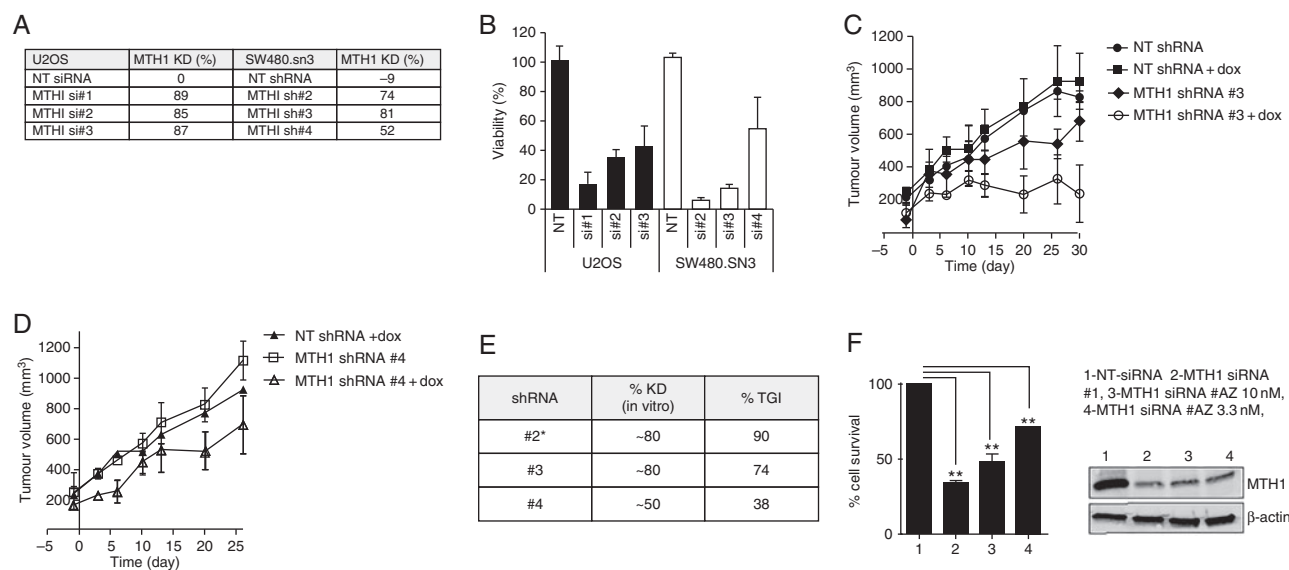 A
U2OS MTH1 KD (%) SW480.sn3 MTH1 KD (%)
NT siRNA 0 NT shRNA –9
MTHI si#1 89 MTHI sh#2 74
MTHI si#2 85 MTHI sh#3 81
MTHI si#3 87 MTHI sh#4 52
B
Viability (%)
120
100
80
60
40
20
0
NT
si#1
si#2
si#3
NT
si#2
si#3
si#4
U2OS
SW480.SN3
C
Tumour volume (mm³)
1200
1000
800
600
400
200
–5 0 5 10 15 20 25 30
Time (day)
NT shRNA
NT shRNA + dox
MTH1 shRNA #3
MTH1 shRNA #3 + dox
D
Tumour volume (mm³)
1200
1000
800
600
400
200
–5 0 5 10 15 20 25
Time (day)
NT shRNA +dox
MTH1 shRNA #4
MTH1 shRNA #4 + dox
E
shRNA % KD (in vitro) % TGI
#2* ~80 90
#3 ~80 74
#4 ~50 38
F
% cell survival
100
50
0
**
**
**
1 2 3 4
1-NT-siRNA 2-MTH1 siRNA
#1, 3-MTH1 siRNA #AZ 10 nM,
4-MTH1 siRNA #AZ 3.3 nM,
1 2 3 4
MTH1
β-actin